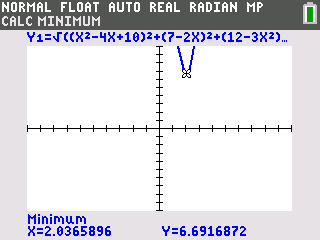 NORMAL FLOAT AUTO REAL RADIAN MP
CALC MINIMUM
Y1=√((X²-4X+10)²+(7-2X)²+(12-3X²)…
Minimum
X=2.0365896 Y=6.6916872